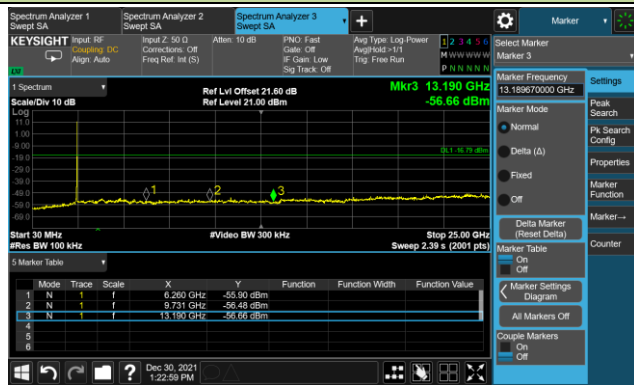 Spectrum Analyzer 1
Swept SA
Spectrum Analyzer 2
Swept SA
Spectrum Analyzer 3
Swept SA
+
Marker
KEYSIGHT
Input: RF
Coupling: DC
Align: Auto
Input Z: 50 Ω
Corrections: Off
Freq Ref: Int (S)
Atten: 10 dB
PNO: Fast
Gate: Off
IF Gain: Low
Sig Track: Off
Avg Type: Log-Power
Avg|Hold:>1/1
Trig: Free Run
1 2 3 4 5 6
M W W W W W
P N N N N N
Select Marker
Marker 3
1 Spectrum
Scale/Div 10 dB
Ref Lvl Offset 21.60 dB
Ref Level 21.00 dBm
Mkr3 13.190 GHz
-56.66 dBm
Log
11.0
1.00
-9.00
-19.0
-29.0
-39.0
-49.0
-59.0
-69.0
DL1 -16.79 dBm
1
2
3
Start 30 MHz
#Res BW 100 kHz
#Video BW 300 kHz
Stop 25.00 GHz
Sweep 2.39 s (2001 pts)
5 Marker Table
Mode Trace Scale X Y Function Function Width Function Value
1 N 1 f 6.260 GHz -55.90 dBm
2 N 1 f 9.731 GHz -56.48 dBm
3 N 1 f 13.190 GHz -56.66 dBm
4
5
6
Marker Frequency
13.189670000 GHz
Marker Mode
Normal
Delta (Δ)
Fixed
Off
Delta Marker
(Reset Delta)
Marker Table
On
Off
Marker Settings
Diagram
All Markers Off
Couple Markers
On
Off
Settings
Peak
Search
Pk Search
Config
Properties
Marker
Function
Marker→
Counter
?
Dec 30, 2021
1:22:59 PM